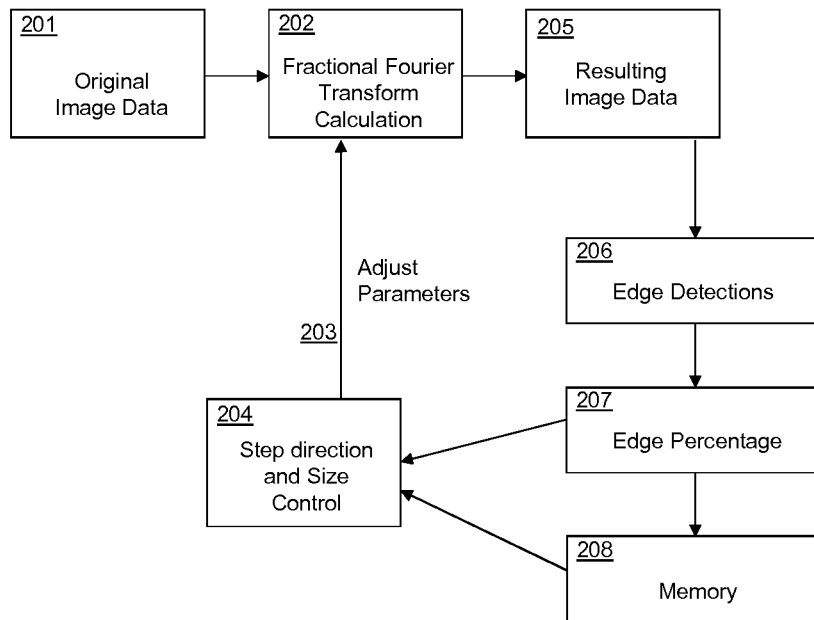 201
Original
Image Data
202
Fractional Fourier
Transform
Calculation
205
Resulting
Image Data
206
Edge Detections
Adjust
Parameters
203
207
Edge Percentage
204
Step direction
and Size
Control
208
Memory